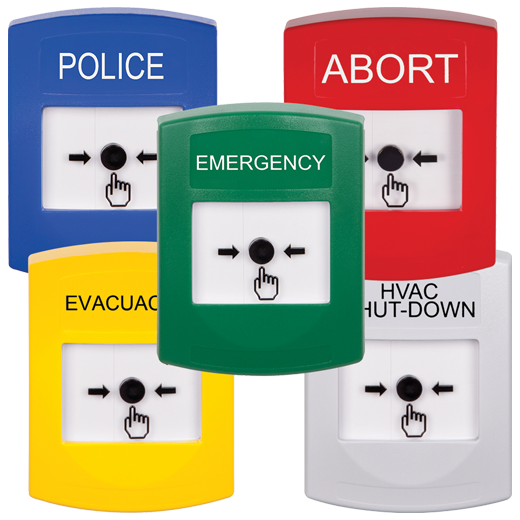 POLICE
ABORT
EMERGENCY
EVACUAC
HVAC
HUT-DOWN